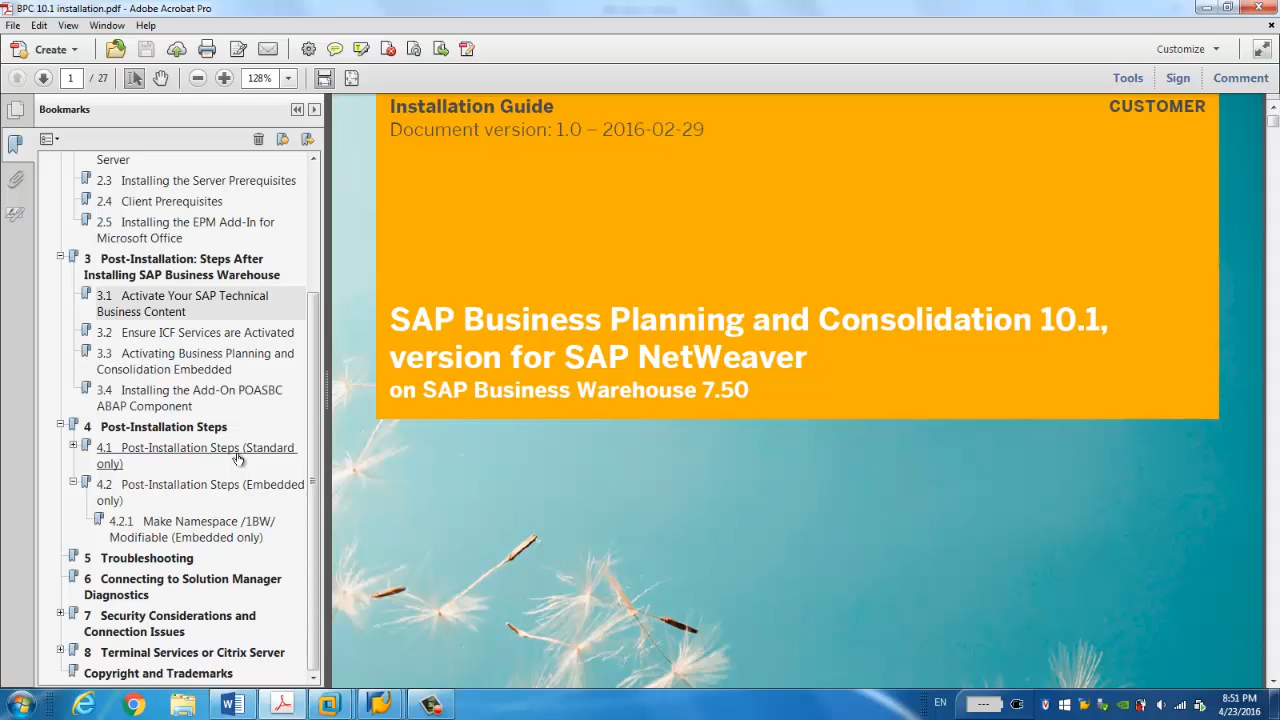 BPC 10.1 installation.pdf - Adobe Acrobat Pro
File Edit View Window Help
Create
Customize
1 / 27
128%
Tools Sign Comment
Bookmarks
Server
2.3 Installing the Server Prerequisites
2.4 Client Prerequisites
2.5 Installing the EPM Add-In for
Microsoft Office
3 Post-Installation: Steps After
Installing SAP Business Warehouse
3.1 Activate Your SAP Technical
Business Content
3.2 Ensure ICF Services are Activated
3.3 Activating Business Planning and
Consolidation Embedded
3.4 Installing the Add-On POASBC
ABAP Component
4 Post-Installation Steps
4.1 Post-Installation Steps (Standard
only)
4.2 Post-Installation Steps (Embedded
only)
4.2.1 Make Namespace /1BW/
Modifiable (Embedded only)
5 Troubleshooting
6 Connecting to Solution Manager
Diagnostics
7 Security Considerations and
Connection Issues
8 Terminal Services or Citrix Server
Copyright and Trademarks
Installation Guide
CUSTOMER
Document version: 1.0 – 2016-02-29
SAP Business Planning and Consolidation 10.1,
version for SAP NetWeaver
on SAP Business Warehouse 7.50
EN
8:51 PM
4/23/2016